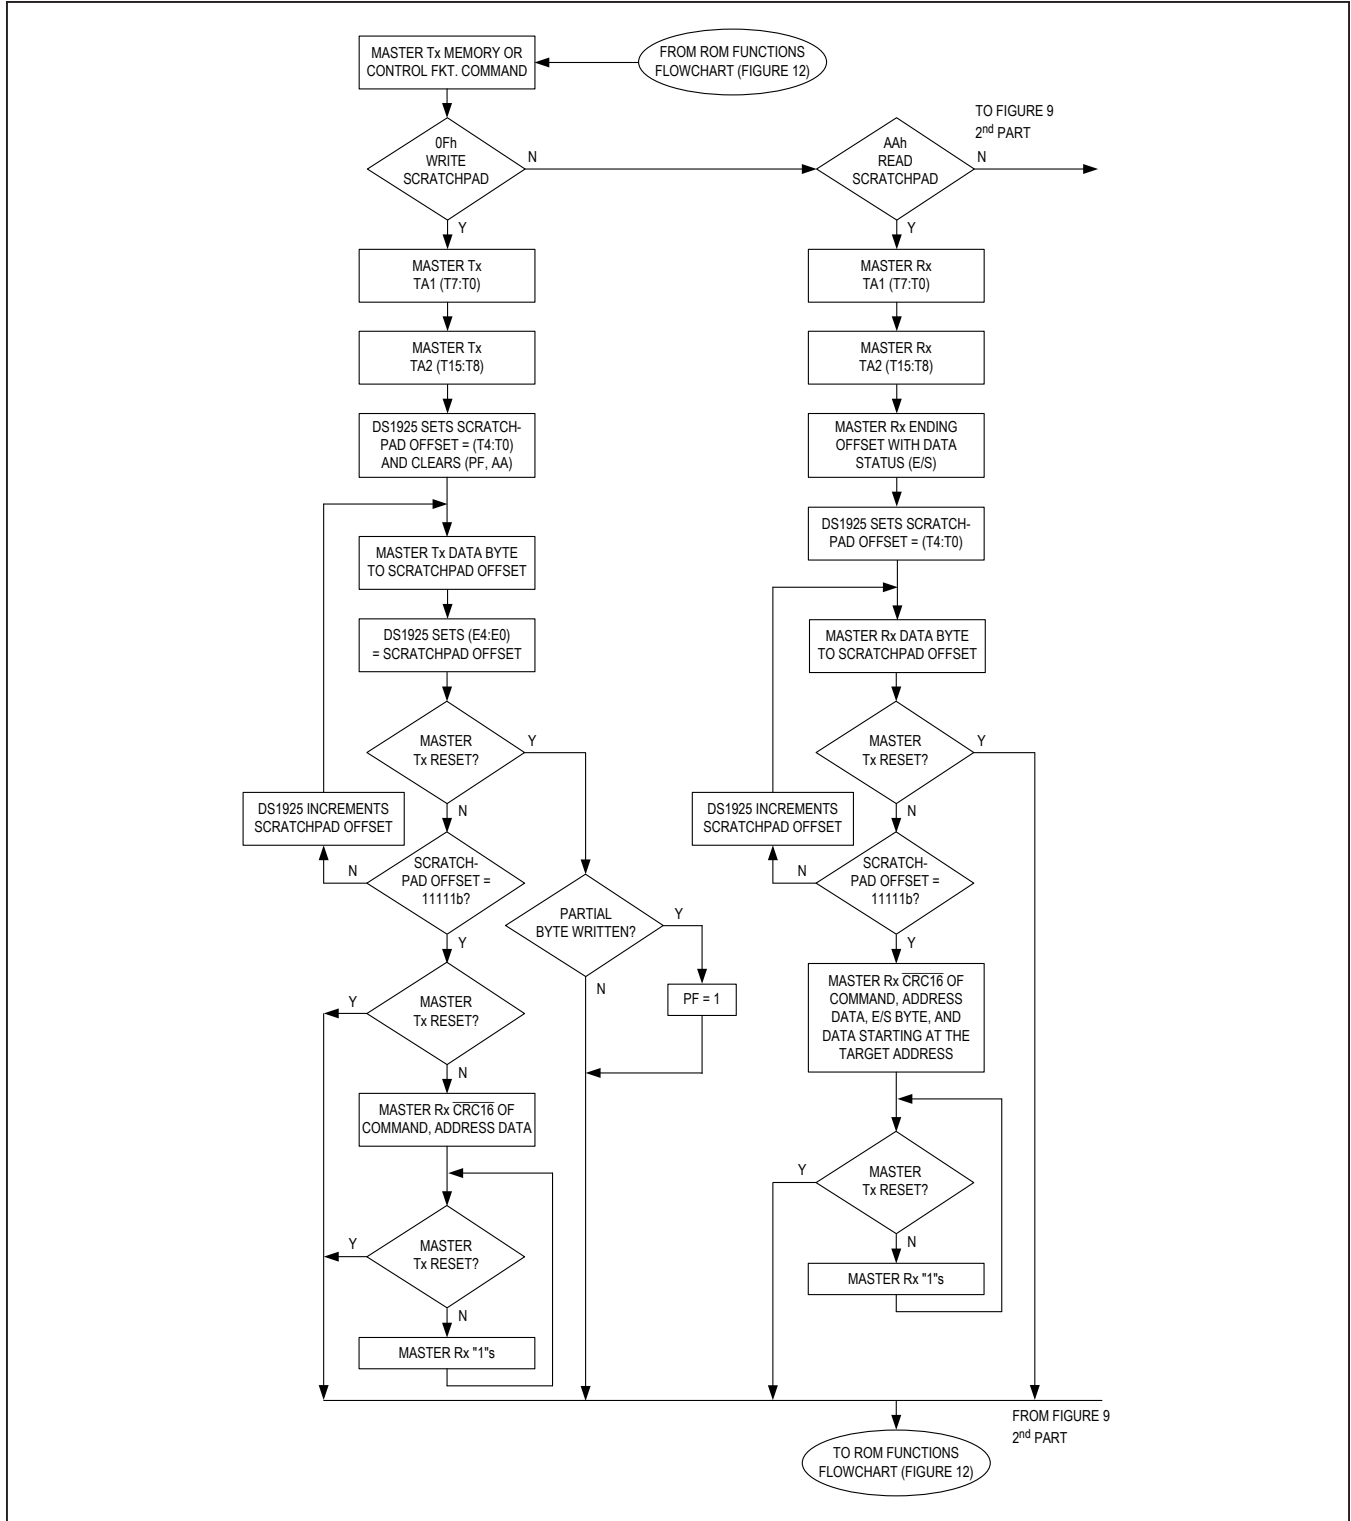 MASTER Tx MEMORY OR
CONTROL FKT. COMMAND
FROM ROM FUNCTIONS
FLOWCHART (FIGURE 12)
0Fh
WRITE
SCRATCHPAD
N
Y
AAh
READ
SCRATCHPAD
N
Y
TO FIGURE 9
2nd PART
MASTER Tx
TA1 (T7:T0)
MASTER Tx
TA2 (T15:T8)
DS1925 SETS SCRATCH-
PAD OFFSET = (T4:T0)
AND CLEARS (PF, AA)
MASTER Tx DATA BYTE
TO SCRATCHPAD OFFSET
DS1925 SETS (E4:E0)
= SCRATCHPAD OFFSET
MASTER
Tx RESET?
Y
N
DS1925 INCREMENTS
SCRATCHPAD OFFSET
SCRATCH-
PAD OFFSET =
11111b?
N
Y
PARTIAL
BYTE WRITTEN?
Y
N
PF = 1
MASTER
Tx RESET?
Y
N
MASTER Rx CRC16 OF
COMMAND, ADDRESS DATA
MASTER
Tx RESET?
Y
N
MASTER Rx "1"s
MASTER Rx
TA1 (T7:T0)
MASTER Rx
TA2 (T15:T8)
MASTER Rx ENDING
OFFSET WITH DATA
STATUS (E/S)
DS1925 SETS SCRATCH-
PAD OFFSET = (T4:T0)
MASTER Rx DATA BYTE
TO SCRATCHPAD OFFSET
MASTER
Tx RESET?
Y
N
DS1925 INCREMENTS
SCRATCHPAD OFFSET
SCRATCH-
PAD OFFSET =
11111b?
N
Y
MASTER Rx CRC16 OF
COMMAND, ADDRESS
DATA, E/S BYTE, AND
DATA STARTING AT THE
TARGET ADDRESS
MASTER
Tx RESET?
Y
N
MASTER Rx "1"s
FROM FIGURE 9
2nd PART
TO ROM FUNCTIONS
FLOWCHART (FIGURE 12)